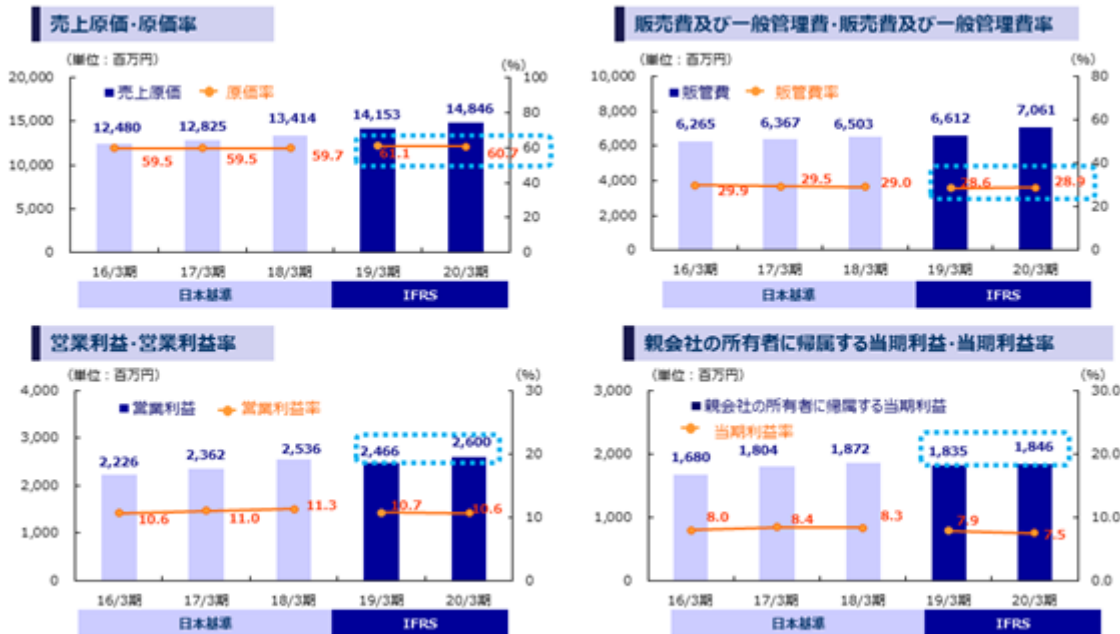 売上原価・原価率
（単位：百万円）
(%)
20,000
15,000
10,000
5,000
0
100
80
60
40
20
0
売上原価
原価率
12,480
12,825
13,414
14,153
14,846
59.5
59.5
59.7
61.1
60.7
16/3期
17/3期
18/3期
19/3期
20/3期
日本基準
IFRS
販売費及び一般管理費・販売費及び一般管理費率
（単位：百万円）
(%)
10,000
8,000
6,000
4,000
2,000
0
80
60
40
20
0
販管費
販管費率
6,265
6,367
6,503
6,612
7,061
29.9
29.5
29.0
28.6
28.9
16/3期
17/3期
18/3期
19/3期
20/3期
日本基準
IFRS
営業利益・営業利益率
（単位：百万円）
(%)
4,000
3,000
2,000
1,000
0
30
20
10
0
営業利益
営業利益率
2,226
2,362
2,536
2,466
2,600
10.6
11.0
11.3
10.7
10.6
16/3期
17/3期
18/3期
19/3期
20/3期
日本基準
IFRS
親会社の所有者に帰属する当期利益・当期利益率
（単位：百万円）
(%)
3,000
2,000
1,000
0
30.0
20.0
10.0
0.0
親会社の所有者に帰属する当期利益
当期利益率
1,680
1,804
1,872
1,835
1,846
8.0
8.4
8.3
7.9
7.5
16/3期
17/3期
18/3期
19/3期
20/3期
日本基準
IFRS